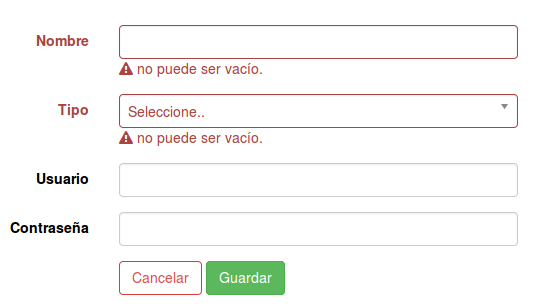 Nombre
no puede ser vacío.
Tipo
Seleccione..
no puede ser vacío.
Usuario
Contraseña
Cancelar Guardar